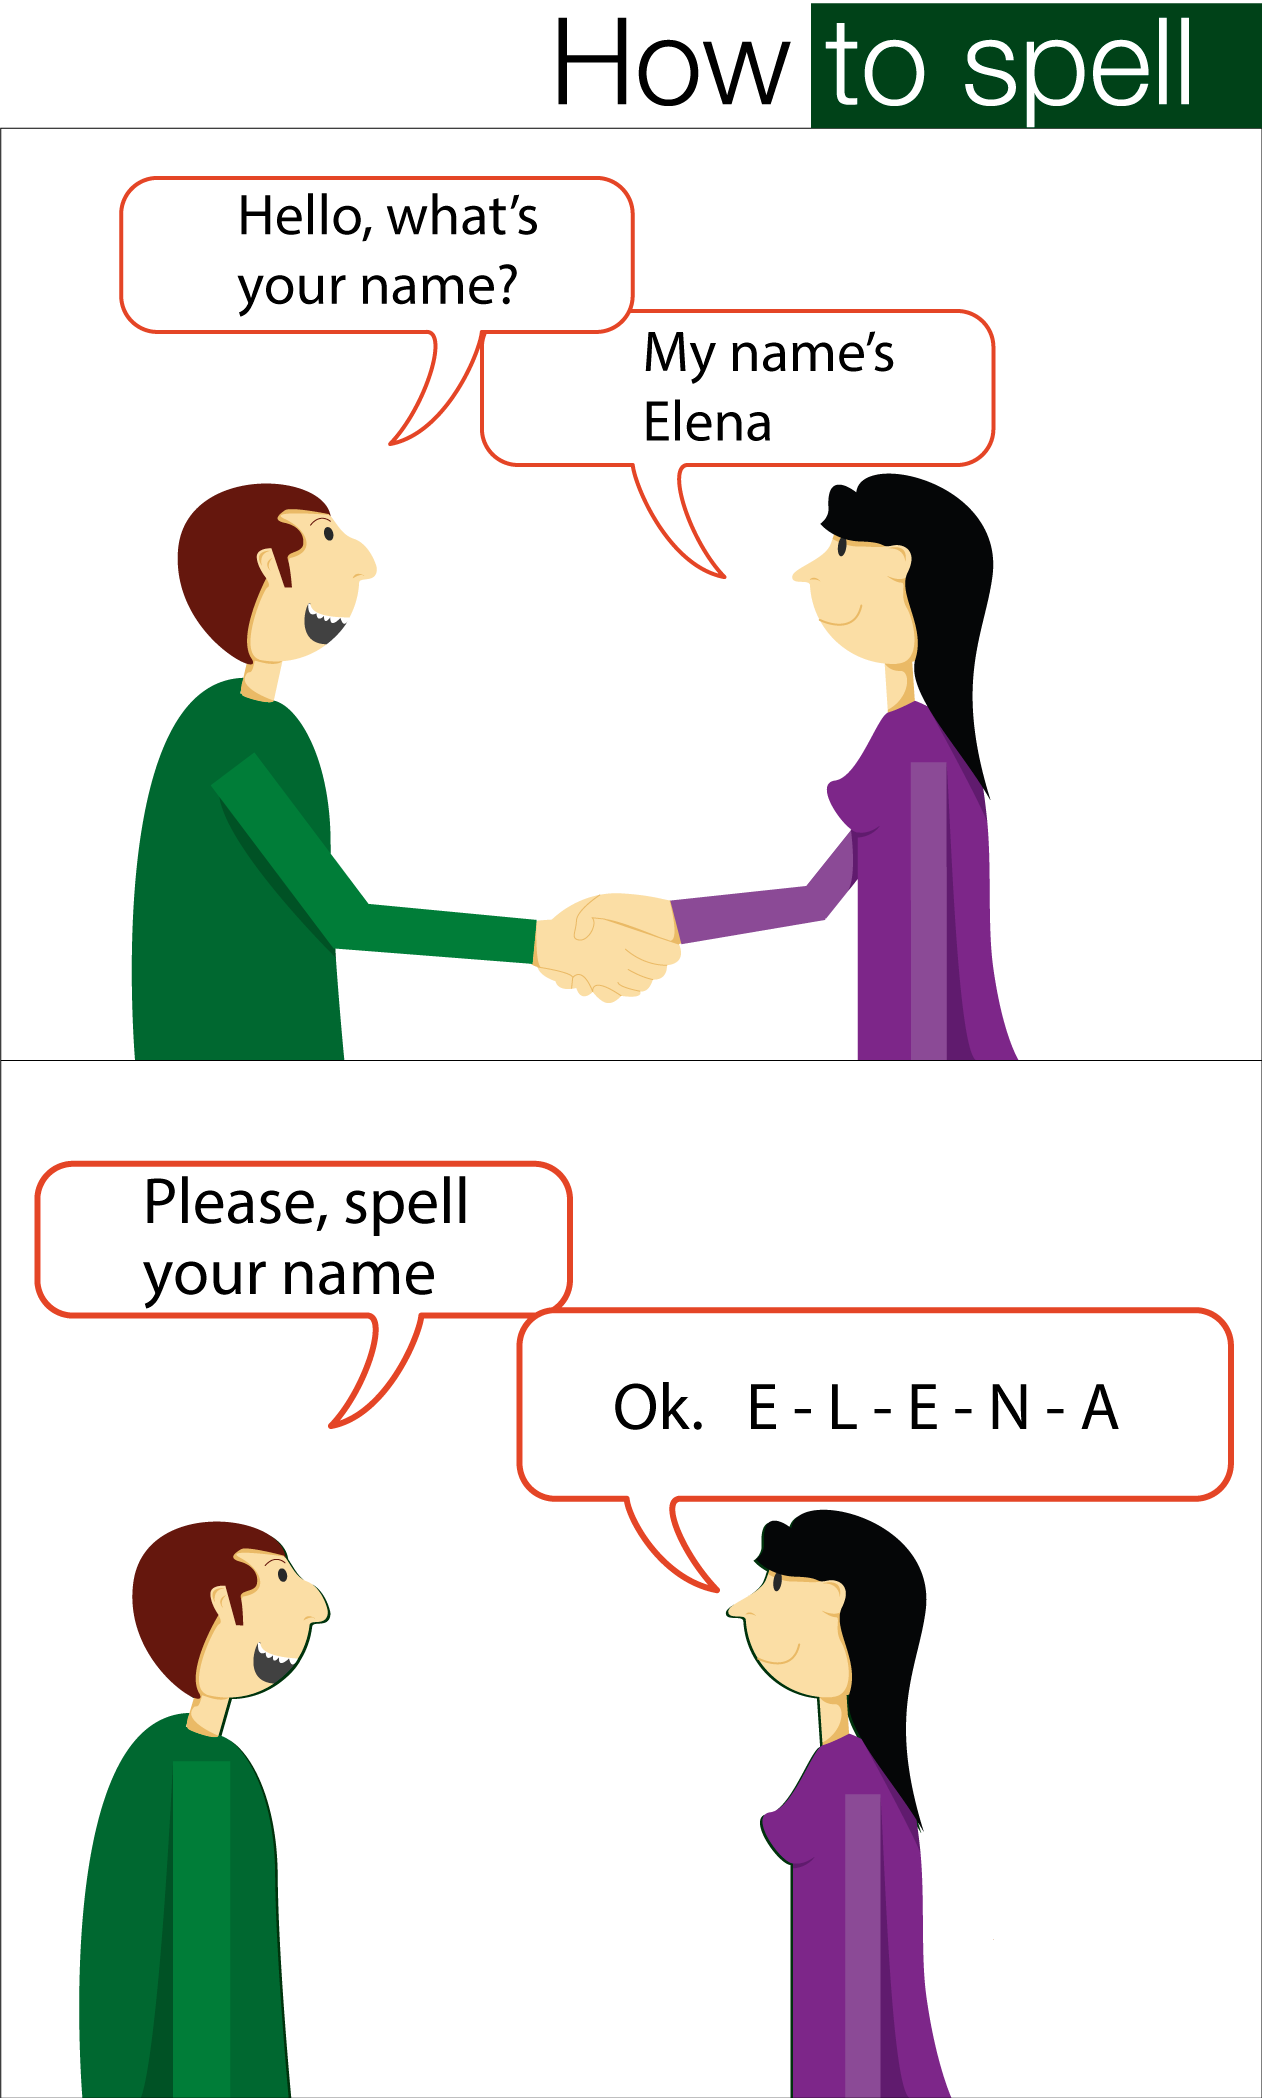 How to spell
Hello, what’s
your name?
My name’s
Elena
Please, spell
your name
Ok. E - L - E - N - A